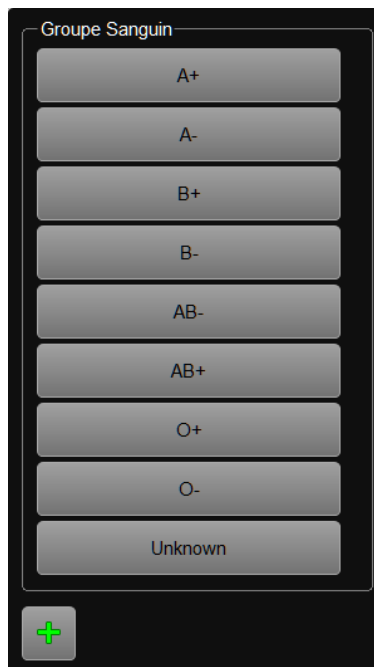 Groupe Sanguin
A+
A-
B+
B-
AB-
AB+
O+
O-
Unknown